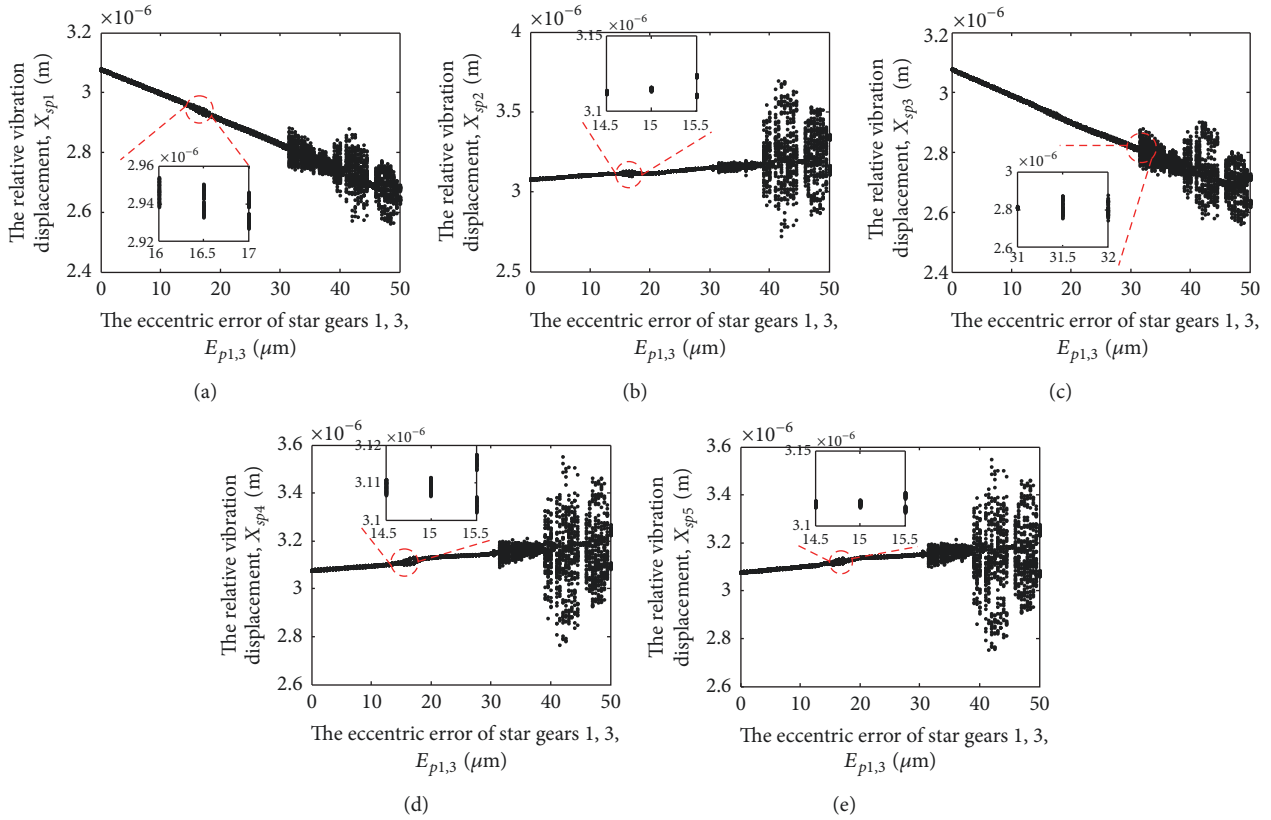 ×10⁻⁶
3.2
3
2.8
2.6
2.4
The relative vibration
displacement, X_sp1 (m)
×10⁻⁶
2.96
2.94
2.92
16 16.5 17
0 10 20 30 40 50
The eccentric error of star gears 1, 3,
E_p1,3 (μm)
(a)
×10⁻⁶
4
3.5
3
2.5
The relative vibration
displacement, X_sp2 (m)
×10⁻⁶
3.15
3.1
14.5 15 15.5
0 10 20 30 40 50
The eccentric error of star gears 1, 3,
E_p1,3 (μm)
(b)
×10⁻⁶
3.2
3
2.8
2.6
2.4
The relative vibration
displacement, X_sp3 (m)
×10⁻⁶
3
2.8
2.6
31 31.5 32
0 10 20 30 40 50
The eccentric error of star gears 1, 3,
E_p1,3 (μm)
(c)
×10⁻⁶
3.6
3.4
3.2
3
2.8
2.6
The relative vibration
displacement, X_sp4 (m)
×10⁻⁶
3.12
3.11
3.1
14.5 15 15.5
0 10 20 30 40 50
The eccentric error of star gears 1, 3,
E_p1,3 (μm)
(d)
×10⁻⁶
3.6
3.4
3.2
3
2.8
2.6
The relative vibration
displacement, X_sp5 (m)
×10⁻⁶
3.15
3.1
14.5 15 15.5
0 10 20 30 40 50
The eccentric error of star gears 1, 3,
E_p1,3 (μm)
(e)